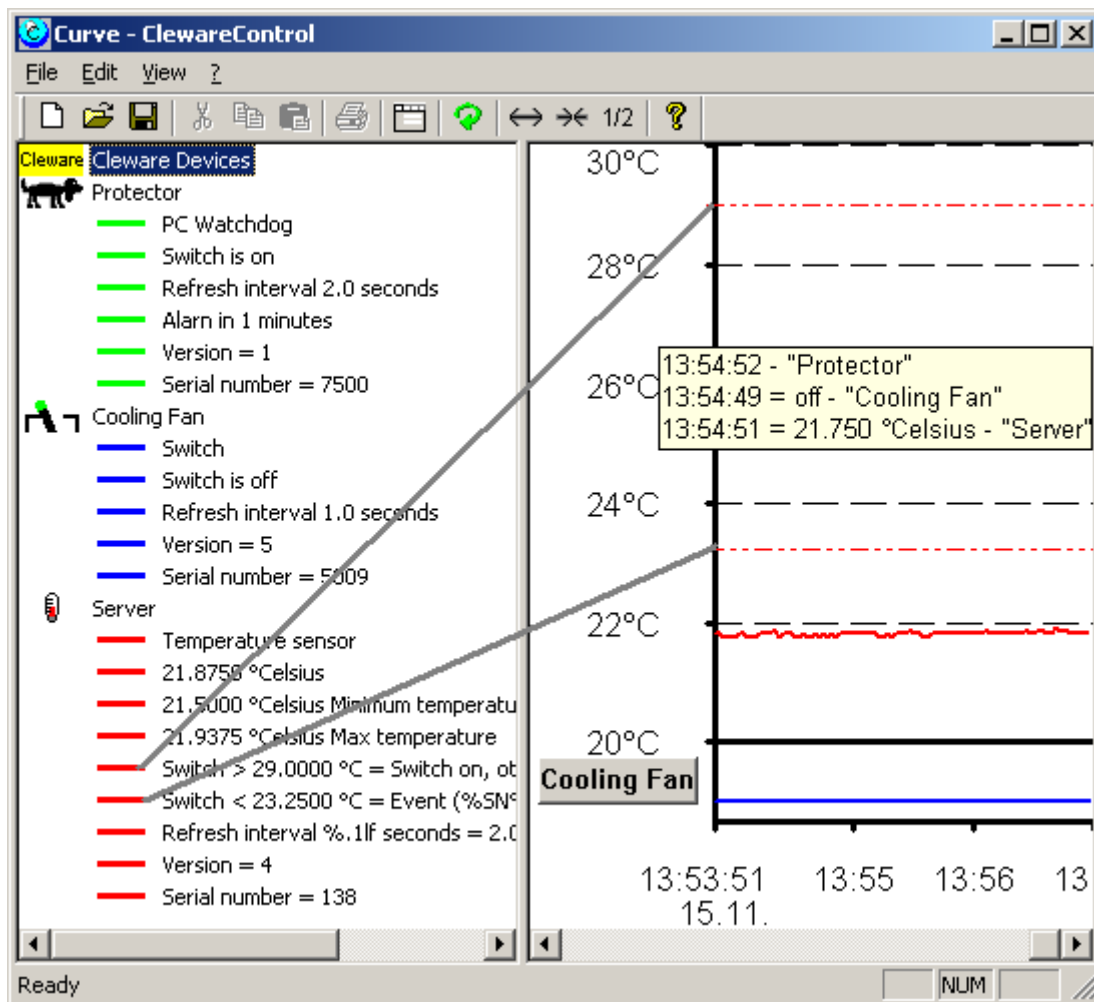 Curve - ClewareControl
File Edit View ?
1/2
Cleware Cleware Devices
Protector
PC Watchdog
Switch is on
Refresh interval 2.0 seconds
Alarn in 1 minutes
Version = 1
Serial number = 7500
Cooling Fan
Switch
Switch is off
Refresh interval 1.0 seconds
Version = 5
Serial number = 5009
Server
Temperature sensor
21.8750 °Celsius
21.5000 °Celsius Minimum temperatu
21.9375 °Celsius Max temperature
Switch > 29.0000 °C = Switch on, ot
Switch < 23.2500 °C = Event (%SN°
Refresh interval %.1lf seconds = 2.0
Version = 4
Serial number = 138
30°C
28°C
26°C
24°C
22°C
20°C
13:54:52 - "Protector"
13:54:49 = off - "Cooling Fan"
13:54:51 = 21.750 °Celsius - "Server"
Cooling Fan
13:53:51 13:55 13:56 13
15.11.
Ready NUM